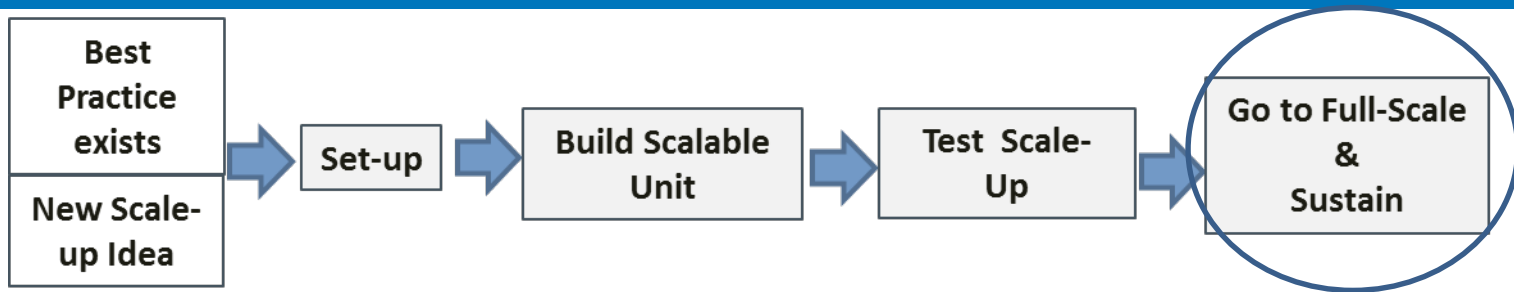 Best
Practice
exists
New Scale-
up Idea
Set-up
Build Scalable
Unit
Test Scale-
Up
Go to Full-Scale
&
Sustain